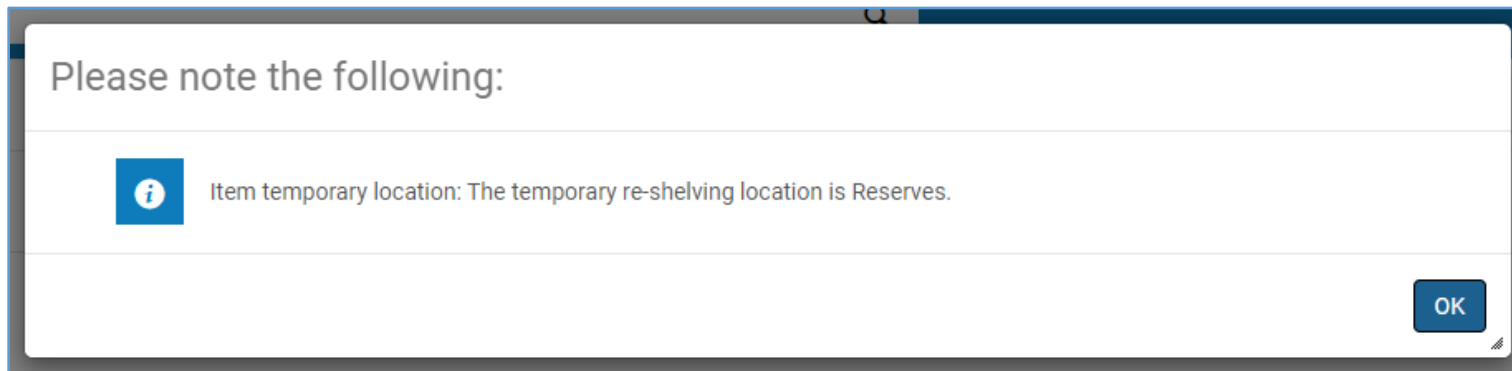 Please note the following:
Item temporary location: The temporary re-shelving location is Reserves.
OK